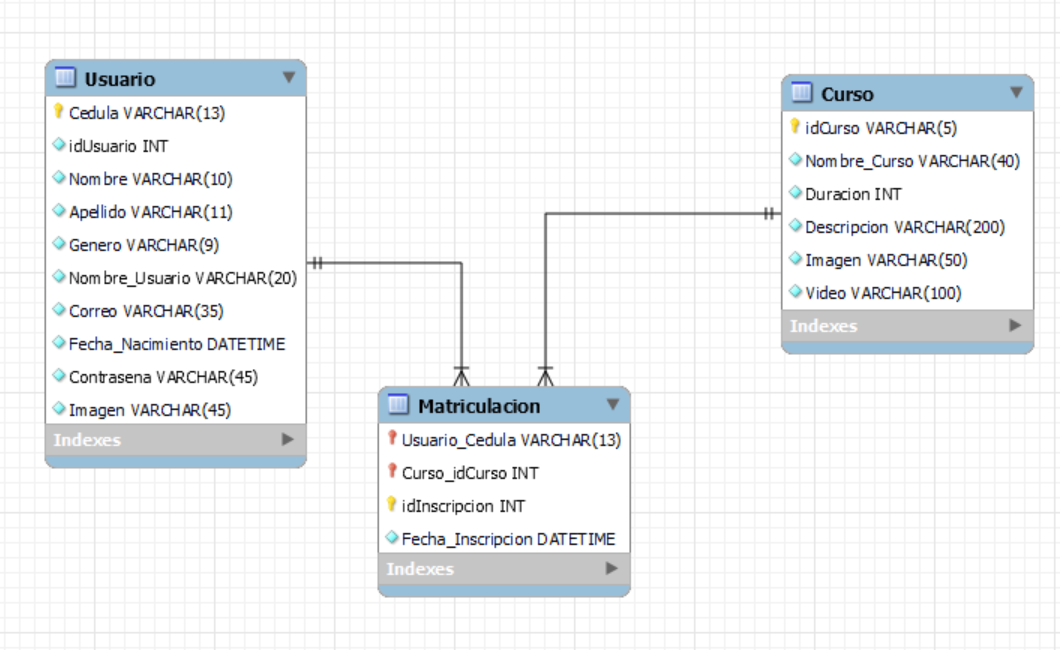 Usuario
Cedula VARCHAR(13)
idUsuario INT
Nombre VARCHAR(10)
Apellido VARCHAR(11)
Genero VARCHAR(9)
Nombre_Usuario VARCHAR(20)
Correo VARCHAR(35)
Fecha_Nacimiento DATETIME
Contrasena VARCHAR(45)
Imagen VARCHAR(45)
Indexes
Curso
idCurso VARCHAR(5)
Nombre_Curso VARCHAR(40)
Duracion INT
Descripcion VARCHAR(200)
Imagen VARCHAR(50)
Video VARCHAR(100)
Indexes
Matriculacion
Usuario_Cedula VARCHAR(13)
Curso_idCurso INT
idInscripcion INT
Fecha_Inscripcion DATETIME
Indexes